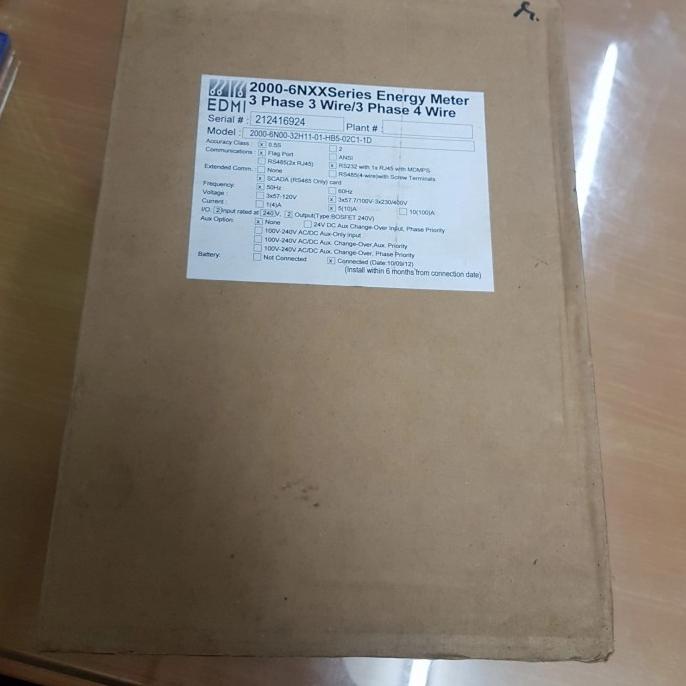 2000-6NXXSeries Energy Meter
EDMI 3 Phase 3 Wire/3 Phase 4 Wire
Serial # : 212416924 Plant # :
Model : 2000-6N00-32H11-01-HB5-02C1-1D
Accuracy Class : x 0.5S 2
Communications : x Flag Port ANSI
RS485(2x RJ45) x RS232 with 1x RJ45 with MDMPS
Extended Comm. : None RS485(4-wire)with Screw Terminals
x SCADA (RS485 Only) card
Frequency: x 50Hz 60Hz
Voltage : 3x57-120V x 3x57.7/100V-3x230/400V
Current : 1(4)A x 5(10)A 10(100)A
I/O: 2 Input rated at 240 V, 2 Output(Type:BOSFET 240V)
Aux Option: x None 24V DC Aux Change-Over Input, Phase Priority
100V-240V AC/DC Aux-Only Input
100V-240V AC/DC Aux. Change-Over,Aux. Priority
100V-240V AC/DC Aux. Change-Over, Phase Priority
Battery: Not Connected x Connected (Date:10/09/12)
(Install within 6 months from connection date)